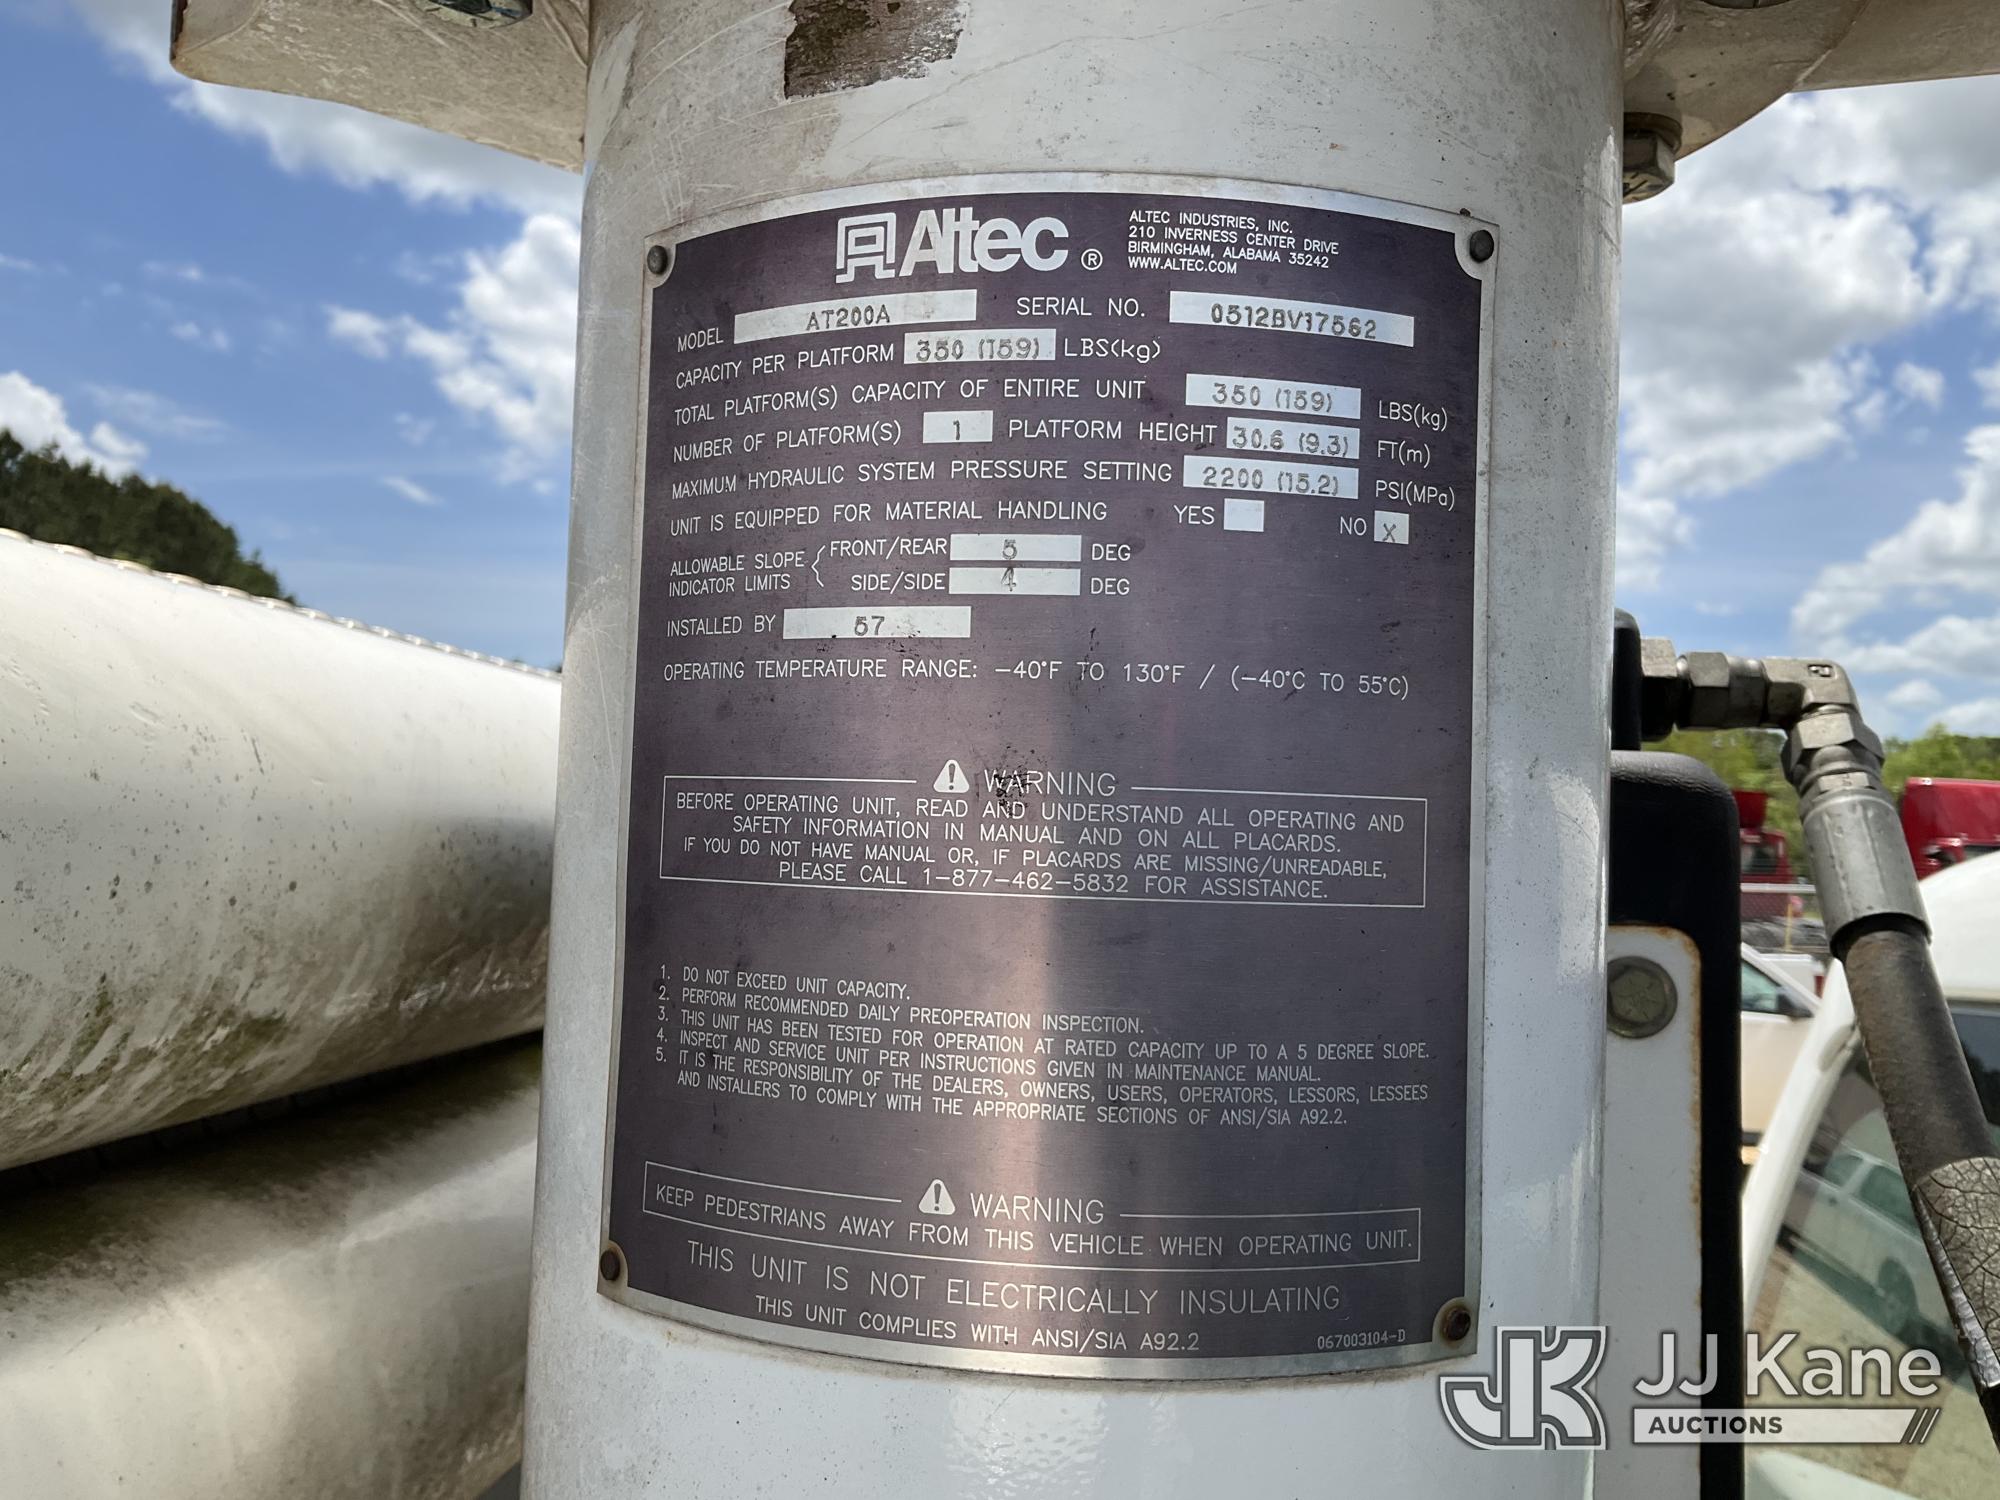 Altec ®
ALTEC INDUSTRIES, INC.
210 INVERNESS CENTER DRIVE
BIRMINGHAM, ALABAMA 35242
WWW.ALTEC.COM
MODEL AT200A SERIAL NO. 0512BV17562
CAPACITY PER PLATFORM 350 (159) LBS(kg)
TOTAL PLATFORM(S) CAPACITY OF ENTIRE UNIT 350 (159) LBS(kg)
NUMBER OF PLATFORM(S) 1 PLATFORM HEIGHT 30.6 (9.3) FT(m)
MAXIMUM HYDRAULIC SYSTEM PRESSURE SETTING 2200 (15.2) PSI(MPa)
UNIT IS EQUIPPED FOR MATERIAL HANDLING YES NO X
ALLOWABLE SLOPE INDICATOR LIMITS
FRONT/REAR 5 DEG
SIDE/SIDE 4 DEG
INSTALLED BY 57
OPERATING TEMPERATURE RANGE: -40°F TO 130°F / (-40°C TO 55°C)
WARNING
BEFORE OPERATING UNIT, READ AND UNDERSTAND ALL OPERATING AND
SAFETY INFORMATION IN MANUAL AND ON ALL PLACARDS.
IF YOU DO NOT HAVE MANUAL OR, IF PLACARDS ARE MISSING/UNREADABLE,
PLEASE CALL 1-877-462-5832 FOR ASSISTANCE.
1. DO NOT EXCEED UNIT CAPACITY.
2. PERFORM RECOMMENDED DAILY PREOPERATION INSPECTION.
3. THIS UNIT HAS BEEN TESTED FOR OPERATION AT RATED CAPACITY UP TO A 5 DEGREE SLOPE.
4. INSPECT AND SERVICE UNIT PER INSTRUCTIONS GIVEN IN MAINTENANCE MANUAL.
5. IT IS THE RESPONSIBILITY OF THE DEALERS, OWNERS, USERS, OPERATORS, LESSORS, LESSEES
AND INSTALLERS TO COMPLY WITH THE APPROPRIATE SECTIONS OF ANSI/SIA A92.2.
WARNING
KEEP PEDESTRIANS AWAY FROM THIS VEHICLE WHEN OPERATING UNIT.
THIS UNIT IS NOT ELECTRICALLY INSULATING
THIS UNIT COMPLIES WITH ANSI/SIA A92.2
067003104-D
JK JJ Kane
AUCTIONS